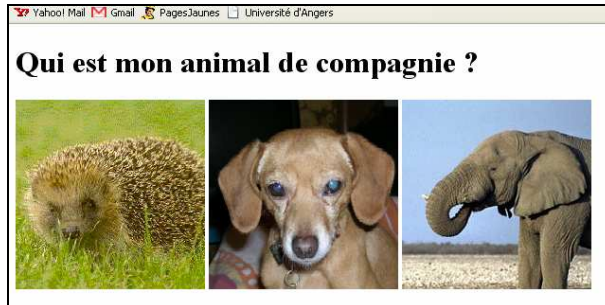 Yahoo! Mail Gmail PagesJaunes Université d'Angers
Qui est mon animal de compagnie ?